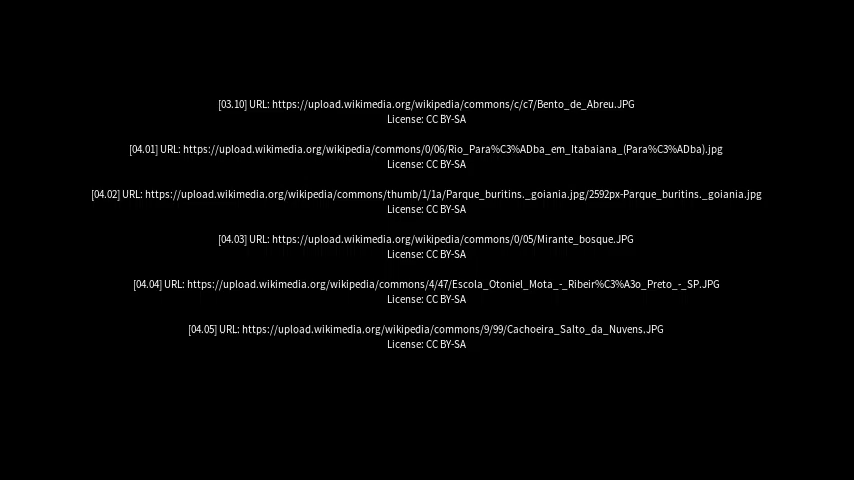 [03.10] URL: https://upload.wikimedia.org/wikipedia/commons/c/c7/Bento_de_Abreu.JPG
License: CC BY-SA
[04.01] URL: https://upload.wikimedia.org/wikipedia/commons/0/06/Rio_Para%C3%ADba_em_Itabaiana_(Para%C3%ADba).jpg
License: CC BY-SA
[04.02] URL: https://upload.wikimedia.org/wikipedia/commons/thumb/1/1a/Parque_buritins._goiania.jpg/2592px-Parque_buritins._goiania.jpg
License: CC BY-SA
[04.03] URL: https://upload.wikimedia.org/wikipedia/commons/0/05/Mirante_bosque.JPG
License: CC BY-SA
[04.04] URL: https://upload.wikimedia.org/wikipedia/commons/4/47/Escola_Otoniel_Mota_-_Ribeir%C3%A3o_Preto_-_SP.JPG
License: CC BY-SA
[04.05] URL: https://upload.wikimedia.org/wikipedia/commons/9/99/Cachoeira_Salto_da_Nuvens.JPG
License: CC BY-SA